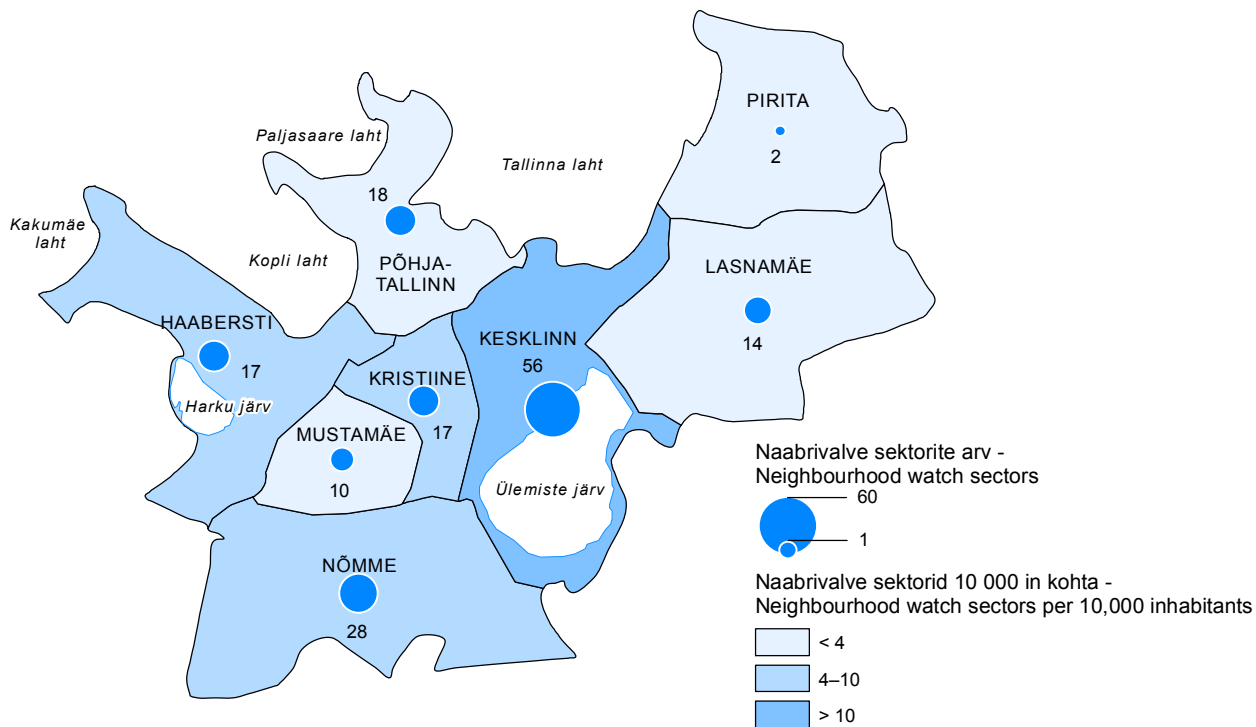 PIRITA
2
Paljasaare laht
Tallinna laht
18
Kakumäe
laht
Kopli laht
PÕHJA-
TALLINN
LASNAMÄE
14
HAABERSTI
17
KESKLINN
56
KRISTIINE
17
Harku järv
MUSTAMÄE
10
Ülemiste järv
NÕMME
28
Naabrivalve sektorite arv -
Neighbourhood watch sectors
60
1
Naabrivalve sektorid 10 000 in kohta -
Neighbourhood watch sectors per 10,000 inhabitants
< 4
4–10
> 10